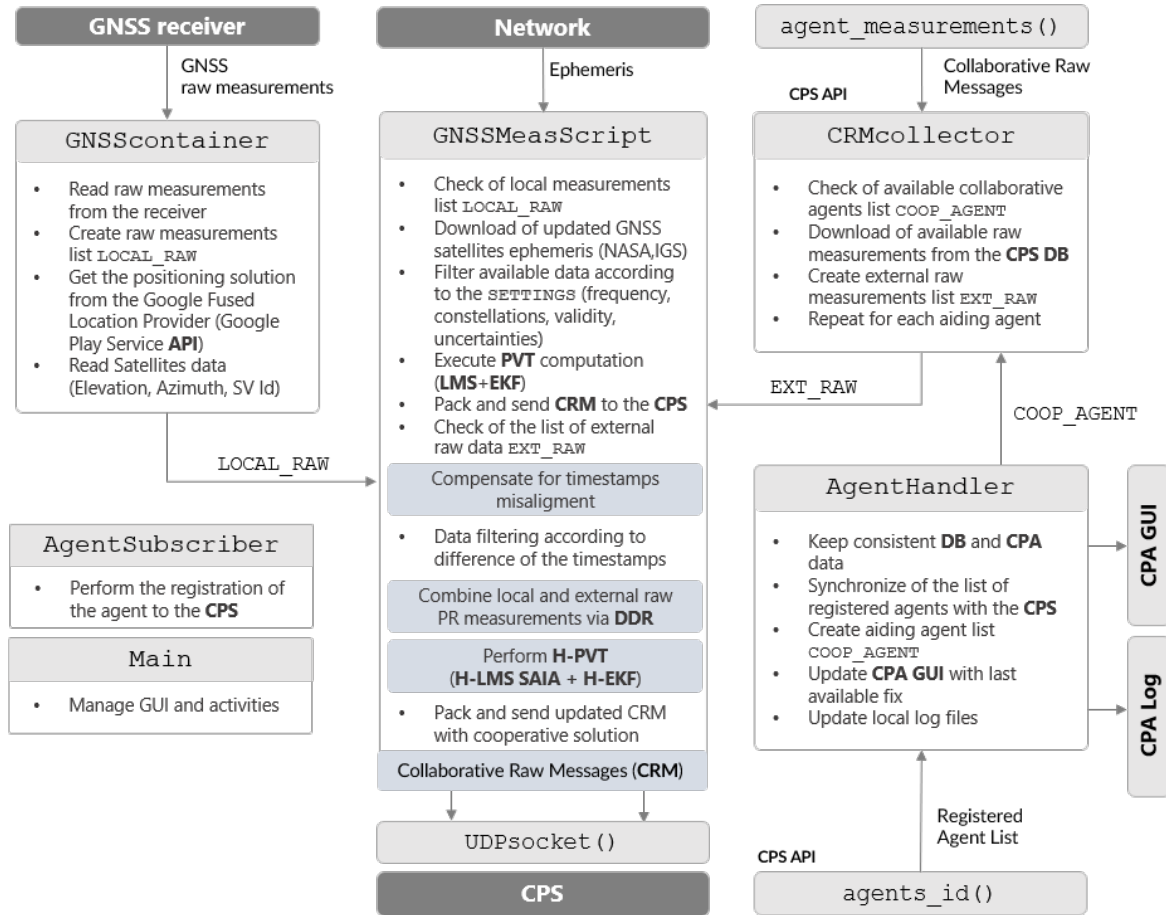 GNSS receiver
GNSS
raw measurements
GNSScontainer
• Read raw measurements
from the receiver
• Create raw measurements
list LOCAL_RAW
• Get the positioning solution
from the Google Fused
Location Provider (Google
Play Service API)
• Read Satellites data
(Elevation, Azimuth, SV Id)
LOCAL_RAW
AgentSubscriber
• Perform the registration of
the agent to the CPS
Main
• Manage GUI and activities
Network
Ephemeris
GNSSMeasScript
• Check of local measurements
list LOCAL_RAW
• Download of updated GNSS
satellites ephemeris (NASA,IGS)
• Filter available data according
to the SETTINGS (frequency,
constellations, validity,
uncertainties)
• Execute PVT computation
(LMS+EKF)
• Pack and send CRM to the CPS
• Check of the list of external
raw data EXT_RAW
Compensate for timestamps
misaligment
• Data filtering according to
difference of the timestamps
Combine local and external raw
PR measurements via DDR
Perform H-PVT
(H-LMS SAIA + H-EKF)
• Pack and send updated CRM
with cooperative solution
Collaborative Raw Messages (CRM)
UDPsocket()
CPS
agent_measurements()
Collaborative Raw
Messages
CPS API
CRMcollector
• Check of available collaborative
agents list COOP_AGENT
• Download of available raw
measurements from the CPS DB
• Create external raw
measurements list EXT_RAW
• Repeat for each aiding agent
EXT_RAW
COOP_AGENT
AgentHandler
• Keep consistent DB and CPA
data
• Synchronize of the list of
registered agents with the CPS
• Create aiding agent list
COOP_AGENT
• Update CPA GUI with last
available fix
• Update local log files
CPA GUI
CPA Log
Registered
Agent List
CPS API
agents_id()